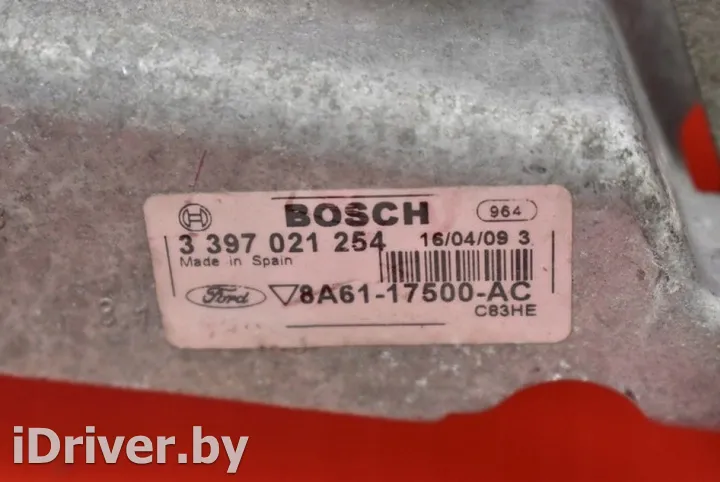 BOSCH 964
3 397 021 254 16/04/09 3
Made in Spain
Ford 8A61-17500-AC
C83HE
iDriver.by